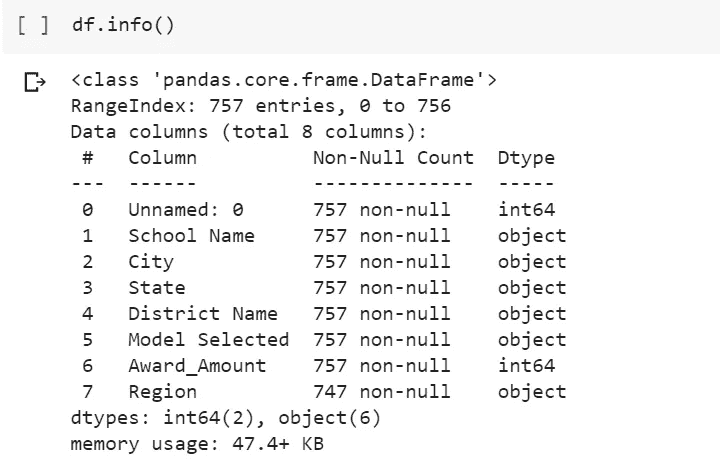 [ ] df.info()
<class 'pandas.core.frame.DataFrame'>
RangeIndex: 757 entries, 0 to 756
Data columns (total 8 columns):
 #   Column          Non-Null Count  Dtype
---  ------          --------------  -----
 0   Unnamed: 0      757 non-null    int64
 1   School Name     757 non-null    object
 2   City            757 non-null    object
 3   State           757 non-null    object
 4   District Name   757 non-null    object
 5   Model Selected  757 non-null    object
 6   Award_Amount    757 non-null    int64
 7   Region          747 non-null    object
dtypes: int64(2), object(6)
memory usage: 47.4+ KB